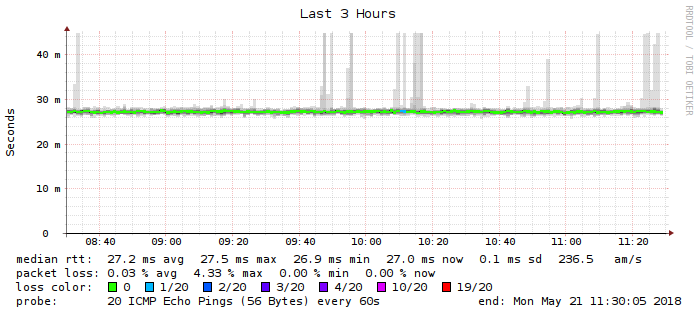 Last 3 Hours
RRDTOOL / TOBI OETIKER
Seconds
40 m
30 m
20 m
10 m
0
08:40 09:00 09:20 09:40 10:00 10:20 10:40 11:00 11:20
median rtt: 27.2 ms avg 27.5 ms max 26.9 ms min 27.0 ms now 0.1 ms sd 236.5 am/s
packet loss: 0.03 % avg 4.33 % max 0.00 % min 0.00 % now
loss color: 0 1/20 2/20 3/20 4/20 10/20 19/20
probe: 20 ICMP Echo Pings (56 Bytes) every 60s end: Mon May 21 11:30:05 2018